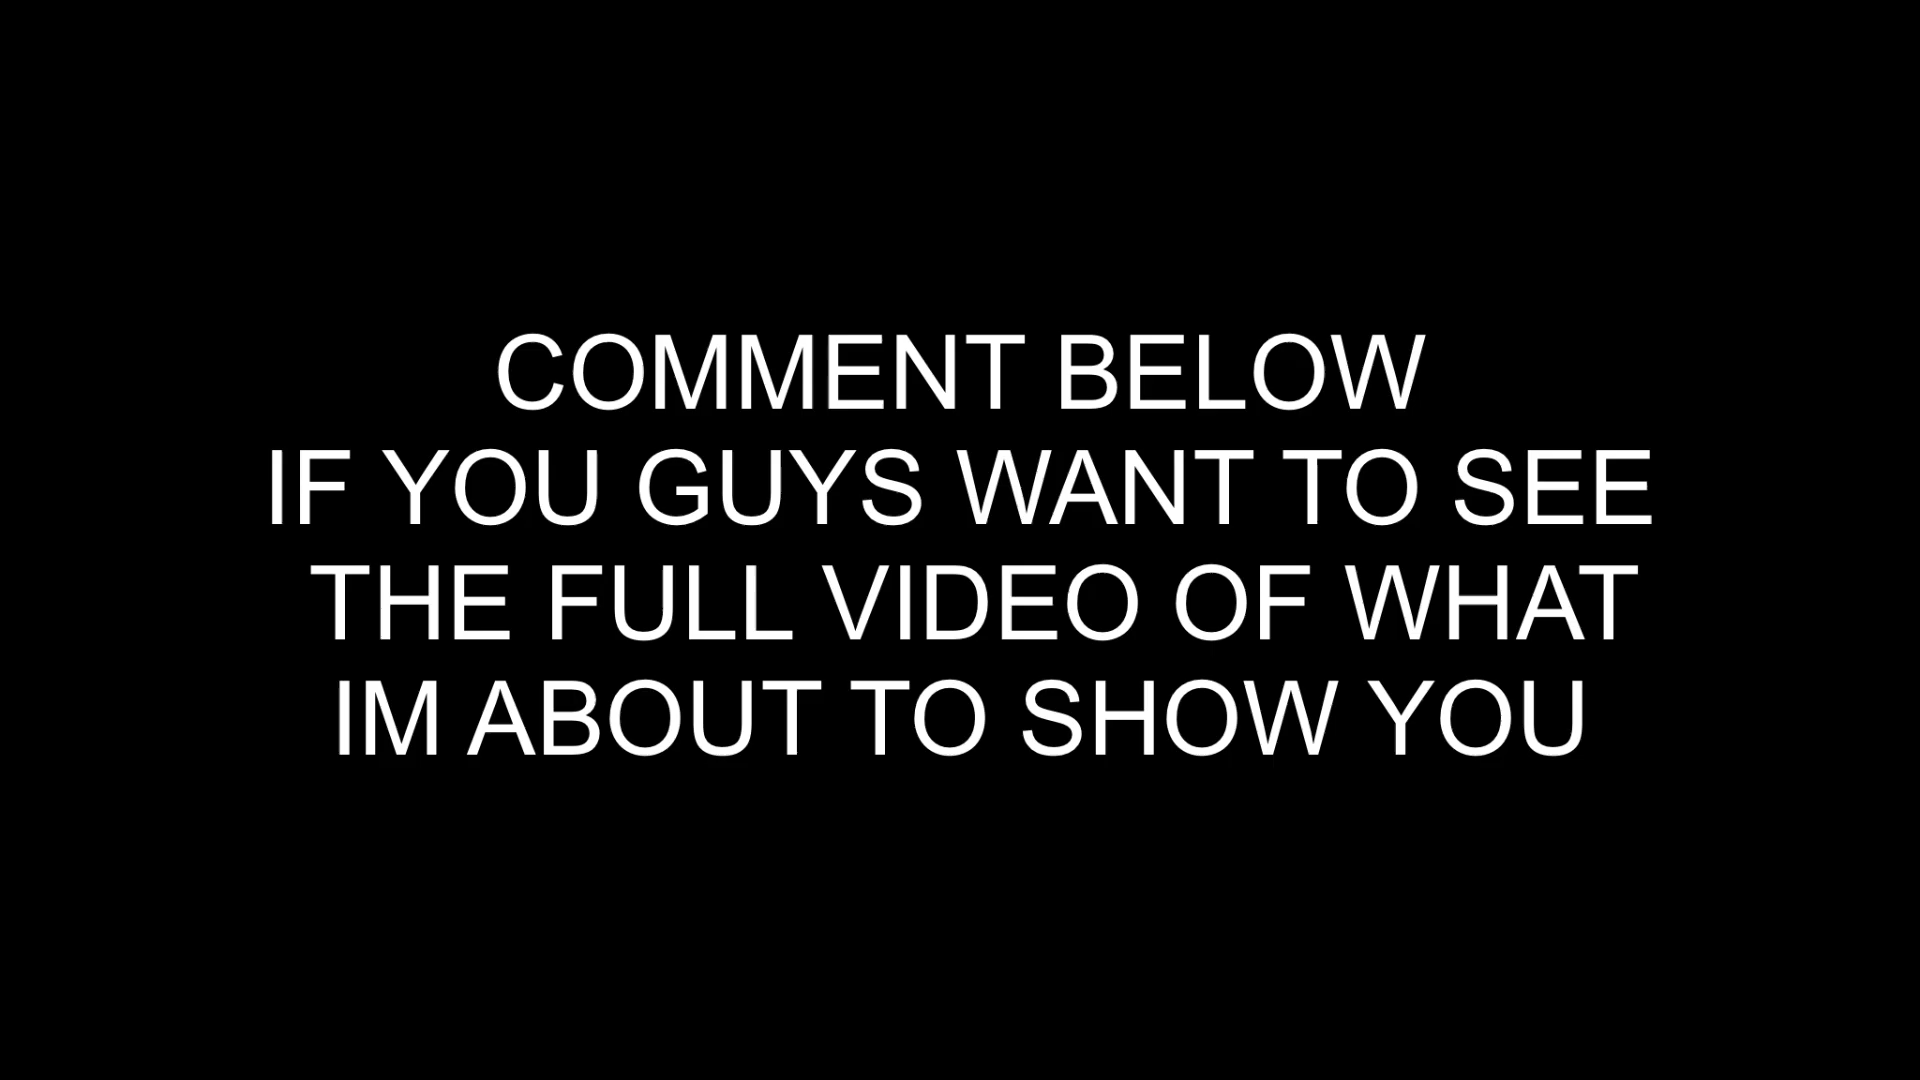 COMMENT BELOW
IF YOU GUYS WANT TO SEE
THE FULL VIDEO OF WHAT
IM ABOUT TO SHOW YOU